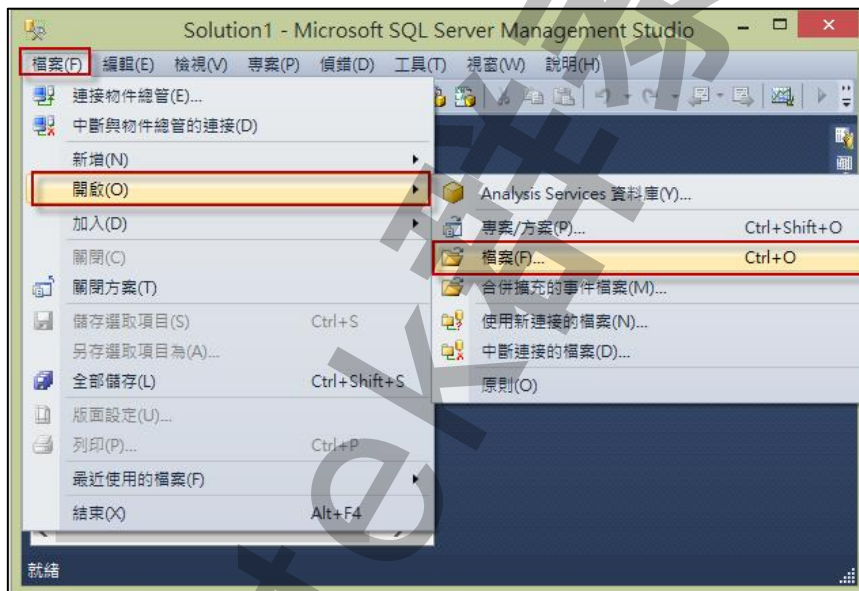 Solution1 - Microsoft SQL Server Management Studio
檔案(F) 編輯(E) 檢視(V) 專案(P) 偵錯(D) 工具(T) 視窗(W) 說明(H)
連接物件總管(E)...
中斷與物件總管的連接(D)
新增(N)
開啟(O)
加入(D)
關閉(C)
關閉方案(T)
儲存選取項目(S) Ctrl+S
另存選取項目為(A)...
全部儲存(L) Ctrl+Shift+S
版面設定(U)...
列印(P)... Ctrl+P
最近使用的檔案(F)
結束(X) Alt+F4
Analysis Services 資料庫(Y)...
專案/方案(P)... Ctrl+Shift+O
檔案(F)... Ctrl+O
合併擴充的事件檔案(M)...
使用新連接的檔案(N)...
中斷連接的檔案(D)...
原則(O)
就緒